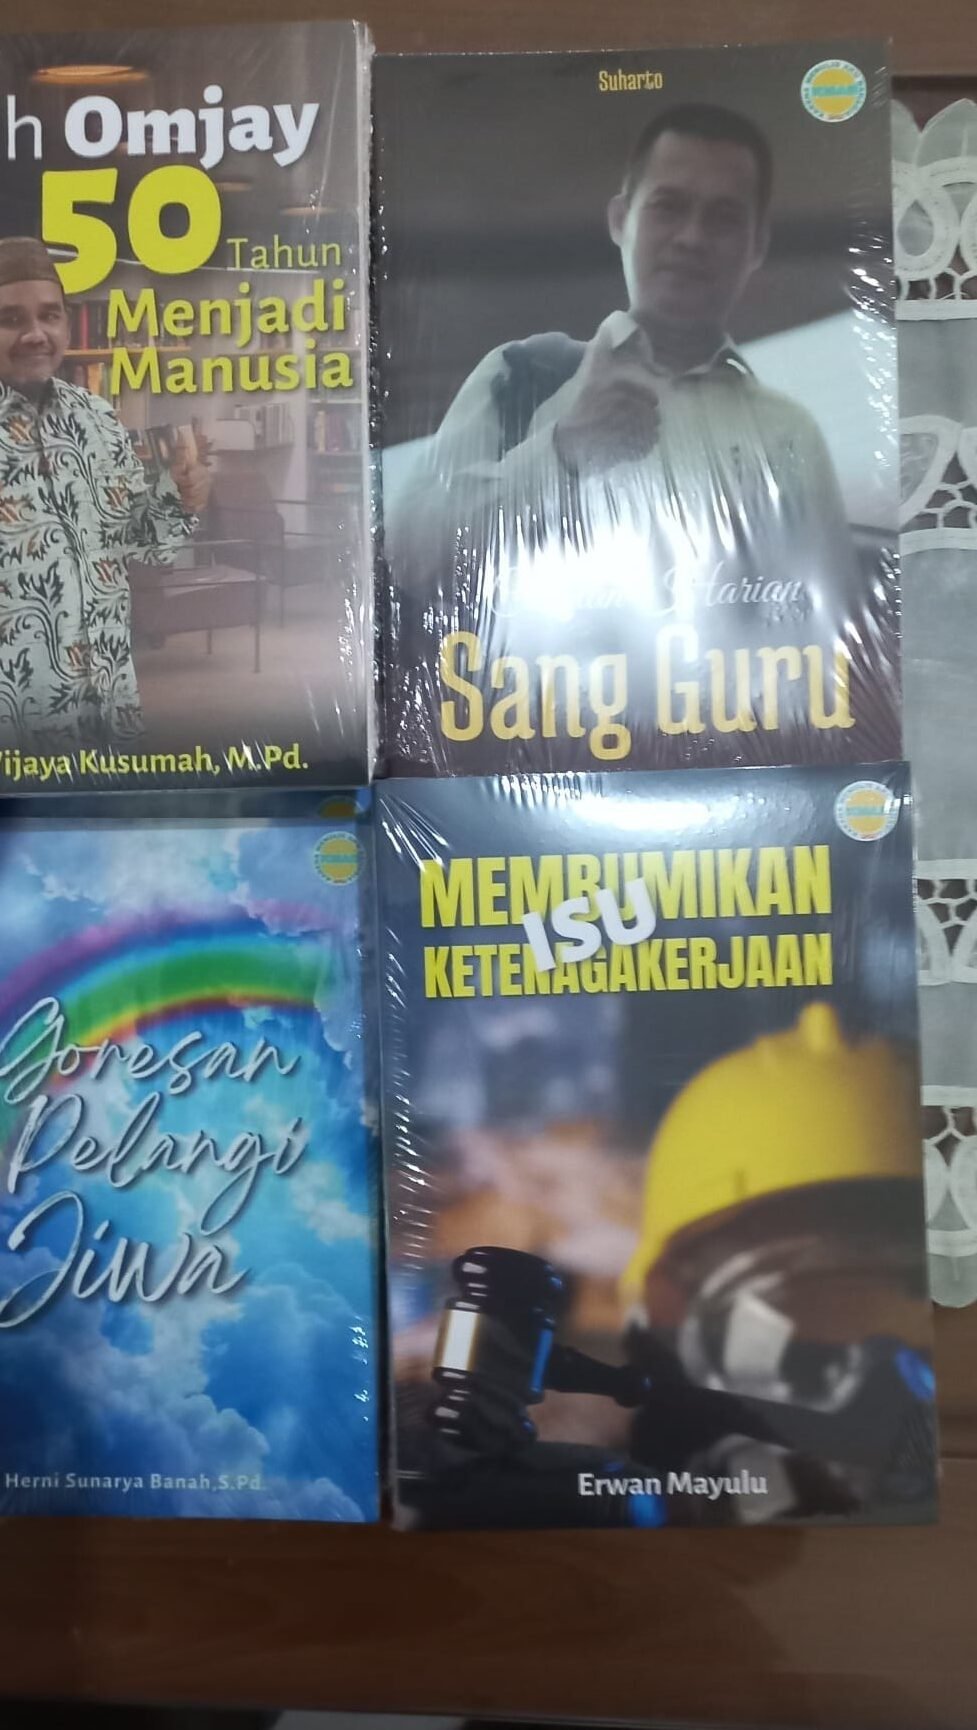 h Omjay
50
Tahun
Menjadi
Manusia
Wijaya Kusumah, M.Pd.
Suharto
Harian
Sang Guru
Goresan
Pelangi
Jiwa
Herni Sunarya Banah,S.Pd.
MEMBUMIKAN
ISU
KETENAGAKERJAAN
Erwan Mayulu